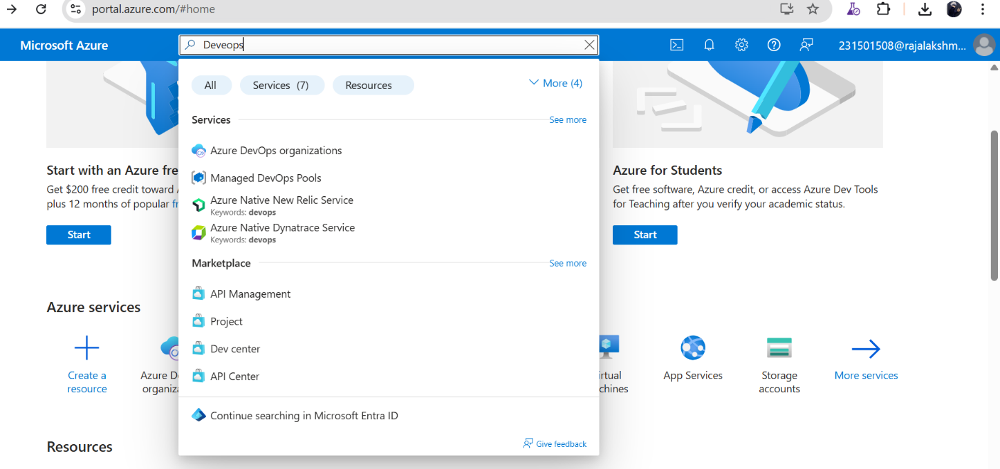 portal.azure.com/#home
Microsoft Azure
Deveops
231501508@rajalakshm...
All
Services (7)
Resources
More (4)
Services
See more
Azure DevOps organizations
Managed DevOps Pools
Azure Native New Relic Service
Keywords: devops
Azure Native Dynatrace Service
Keywords: devops
Marketplace
See more
API Management
Project
Dev center
API Center
Continue searching in Microsoft Entra ID
Give feedback
Start with an Azure fre
Get $200 free credit toward
plus 12 months of popular fr
Start
Azure for Students
Get free software, Azure credit, or access Azure Dev Tools
for Teaching after you verify your academic status.
Start
Azure services
Create a
resource
Azure D
organiza
irtual
chines
App Services
Storage
accounts
More services
Resources